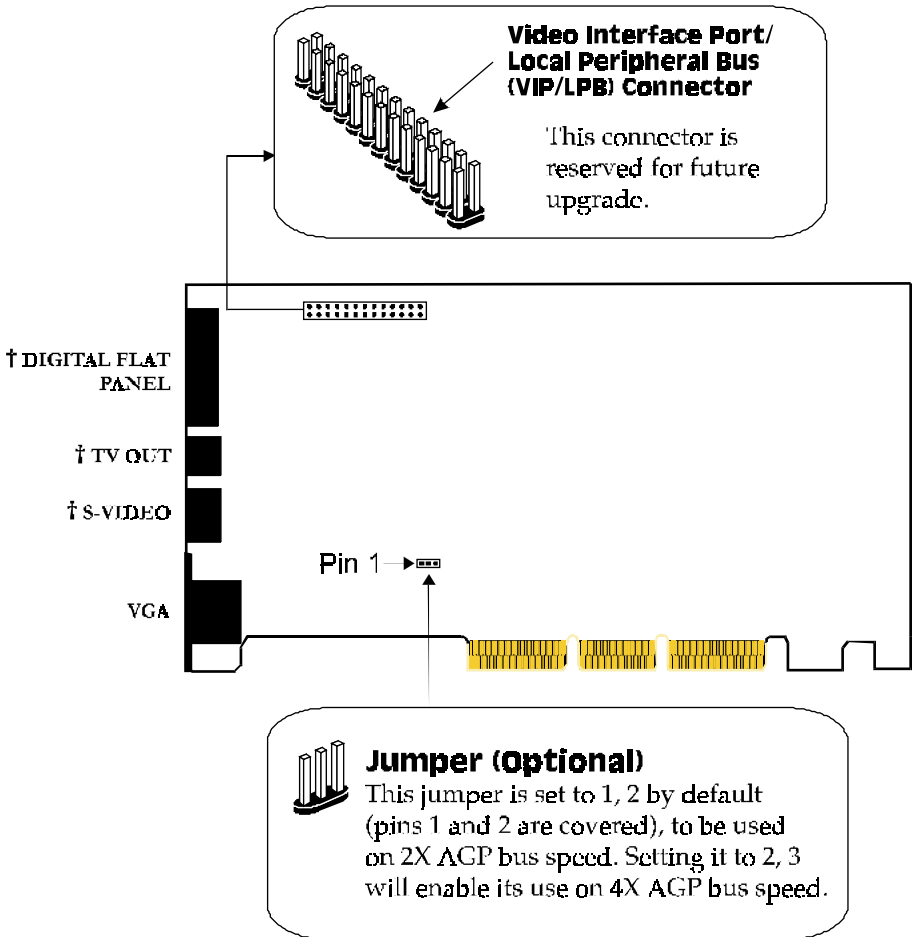 Video Interface Port/
Local Peripheral Bus
(VIP/LPB) Connector
This connector is
reserved for future
upgrade.
† DIGITAL FLAT
PANEL
† TV OUT
† S-VIDEO
Pin 1
VGA
Jumper (Optional)
This jumper is set to 1, 2 by default
(pins 1 and 2 are covered), to be used
on 2X AGP bus speed. Setting it to 2, 3
will enable its use on 4X AGP bus speed.